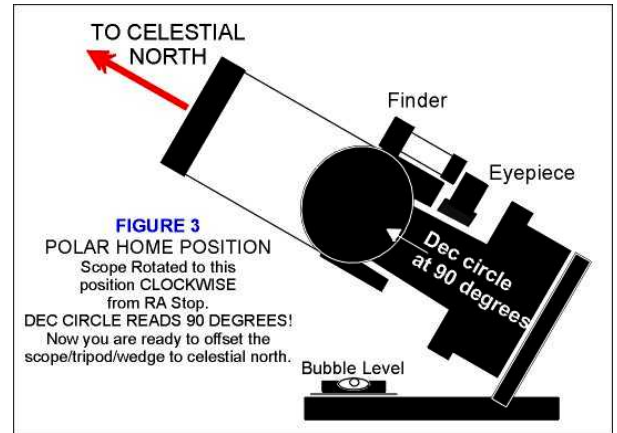 TO CELESTIAL
NORTH
Finder
Eyepiece
FIGURE 3
POLAR HOME POSITION
Scope Rotated to this
position CLOCKWISE
from RA Stop.
DEC CIRCLE READS 90 DEGREES!
Now you are ready to offset the
scope/tripod/wedge to celestial north.
Dec circle
at 90 degrees
Bubble Level